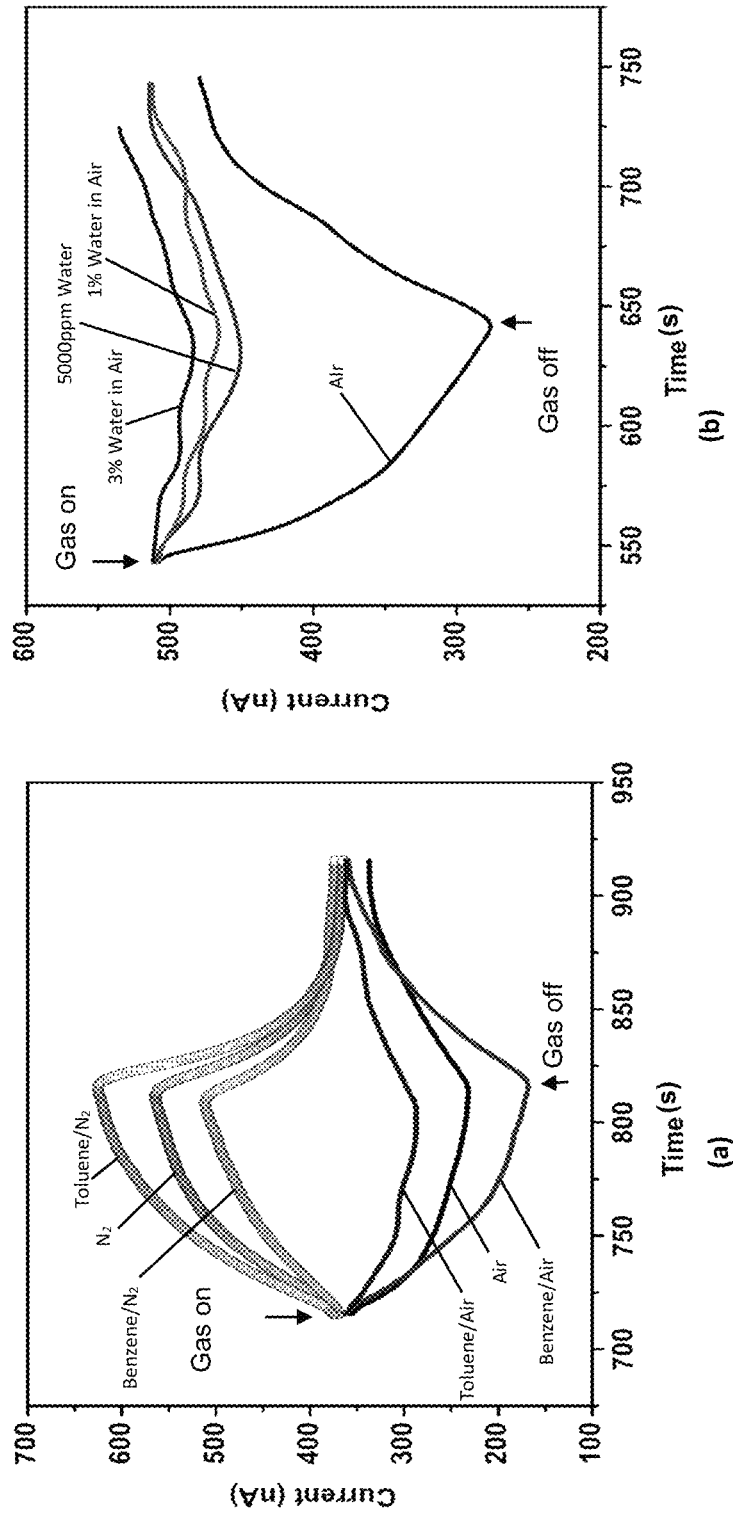 700
600
500
400
300
200
100
Current (nA)
Toluene/N₂
N₂
Benzene/N₂
Gas on
Toluene/Air
Air
Benzene/Air
Gas off
700
750
800
850
900
950
Time (s)
(a)
600
500
400
300
200
Current (nA)
Gas on
3% Water in Air
5000ppm Water
1% Water in Air
Air
Gas off
550
600
650
700
750
Time (s)
(b)